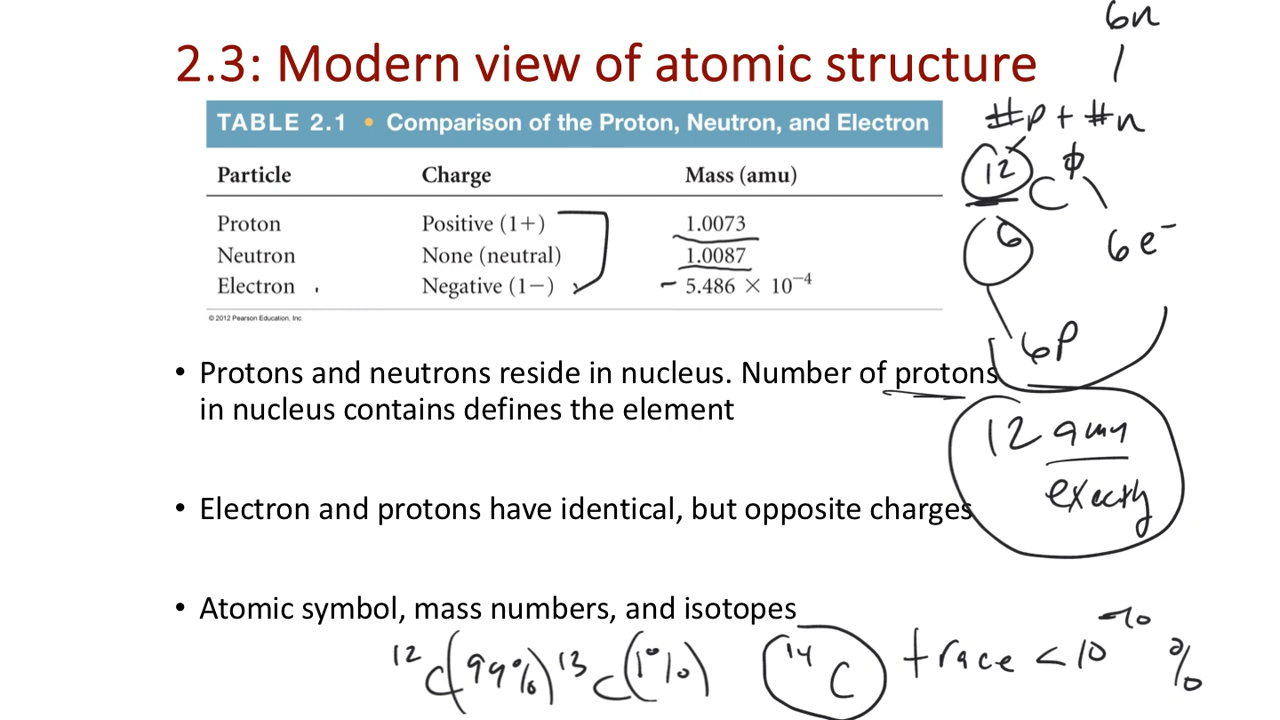 6n
2.3: Modern view of atomic structure
#p + #n
TABLE 2.1 • Comparison of the Proton, Neutron, and Electron
Particle Charge Mass (amu)
12 C
Proton Positive (1+) 1.0073
6
6 e⁻
Neutron None (neutral) 1.0087
Electron Negative (1−) 5.486 × 10⁻⁴
© 2012 Pearson Education, Inc.
6p
• Protons and neutrons reside in nucleus. Number of protons
in nucleus contains defines the element
12 amu
exactly
• Electron and protons have identical, but opposite charges
• Atomic symbol, mass numbers, and isotopes
¹²C(99%) ¹³C(1%) ¹⁴C trace < 10⁻¹⁰ %